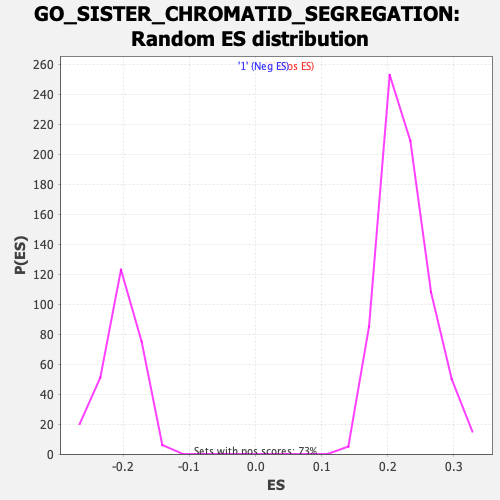 GO_SISTER_CHROMATID_SEGREGATION:
Random ES distribution
'1' (Neg ES)os ES)
260
240
220
200
180
160
140
120
100
80
60
40
20
0
P(ES)
Sets with pos scores: 73%
-0.2 -0.1 0.0 0.1 0.2 0.3
ES